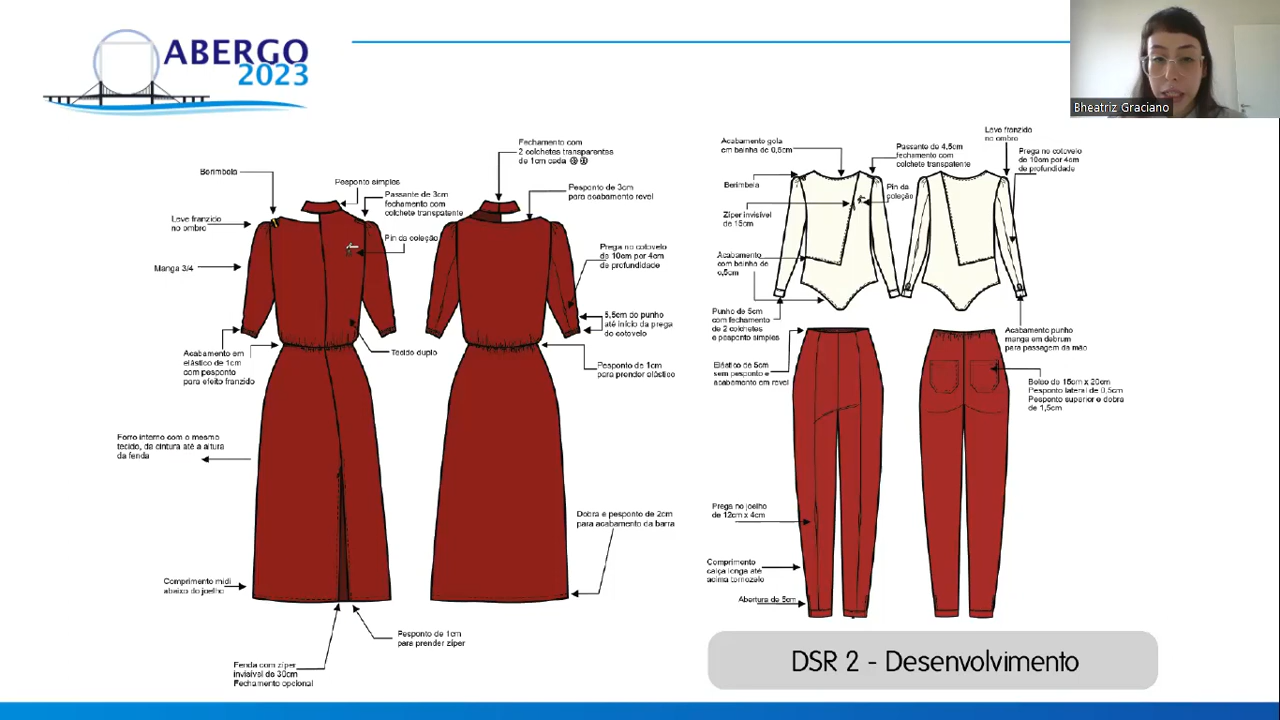 ABERGO
2023
Bheatriz Graciano
Fechamento com
2 colchetes transparentes
de 1cm cada
Berimbela
Pesponto simples
Passante de 3cm
fechamento com
colchete transpatente
Pesponto de 3cm
para acabamento revel
Leve franzido
no ombro
Pin da coleção
Prega no cotovelo
de 10cm por 4cm
de profundidade
Manga 3/4
5,5cm do punho
até início da prega
do cotovelo
Acabamento em
elástico de 1cm
com pesponto
para efeito franzido
Tecido duplo
Pesponto de 1cm
para prender elástico
Forro interno com o mesmo
tecido, da cintura até a altura
da fenda
Dobra e pesponto de 2cm
para acabamento da barra
Comprimento midi
abaixo do joelho
Pesponto de 1cm
para prender zíper
Fenda com zíper
invisível de 30cm
Fechamento opcional
Acabamento gola
em bainha de 0,5cm
Passante de 4,5cm
fechamento com
colchete transparente
Leve franzido
no ombro
Prega no cotovelo
de 10cm por 4cm
de profundidade
Berimbela
Pin da
coleção
Zíper invisível
de 15cm
Acabamento
com bainha de
0,5cm
Punho de 5cm
com fechamento
de 2 colchetes
e pesponto simples
Acabamento punho
manga em debrum
para passagem da mão
Elástico de 5cm
sem pesponto e
acabamento em revel
Bolso de 15cm x 20cm
Pesponto lateral de 0,5cm
Pesponto superior e dobra
de 1,5cm
Prega no joelho
de 12cm x 4cm
Comprimento
calça longa até
acima tornozelo
Abertura de 5cm
DSR 2 - Desenvolvimento